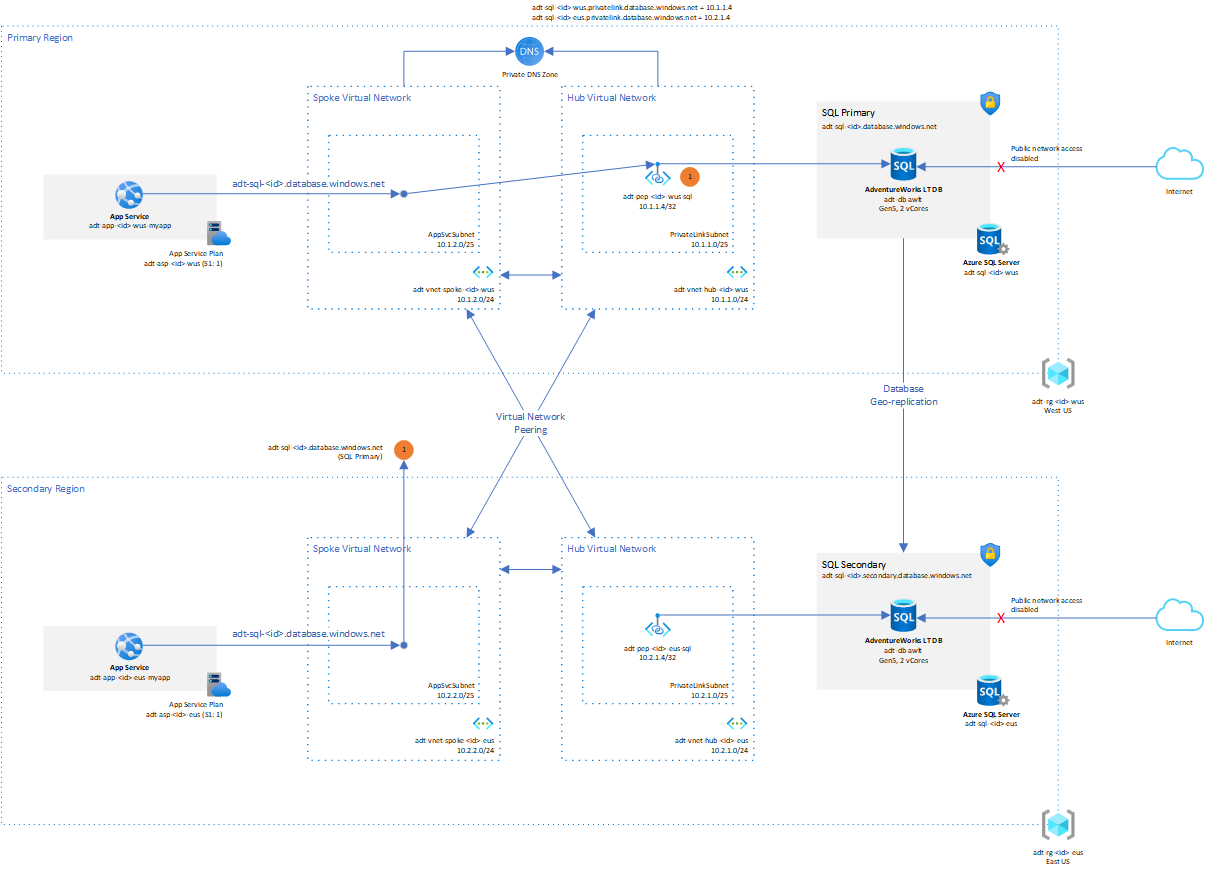 adt-sql-<id>-wus.privatelink.database.windows.net = 10.1.1.4
adt-sql-<id>-eus.privatelink.database.windows.net = 10.2.1.4
Primary Region
DNS
Private DNS Zone
Spoke Virtual Network
Hub Virtual Network
SQL Primary
adt-sql-<id>.database.windows.net
Public network access
disabled
X
Internet
SQL
AdventureWorks LT DB
adt-db-awlt
Gen5, 2 vCores
adt-sql-<id>.database.windows.net
App Service
adt-app-<id>-wus-myapp
App Service Plan
adt-asp-<id>-wus (S1: 1)
1
adt-pep-<id>-wus-sql
10.1.1.4/32
AppSvcSubnet
10.1.2.0/25
PrivateLinkSubnet
10.1.1.0/25
SQL
Azure SQL Server
adt-sql-<id>-wus
adt-vnet-spoke-<id>-wus
10.1.2.0/24
adt-vnet-hub-<id>-wus
10.1.1.0/24
adt-rg-<id>-wus
West US
Database
Geo-replication
Virtual Network
Peering
adt-sql-<id>.database.windows.net
(SQL Primary)
1
Secondary Region
Spoke Virtual Network
Hub Virtual Network
SQL Secondary
adt-sql-<id>.secondary.database.windows.net
Public network access
disabled
X
Internet
SQL
AdventureWorks LT DB
adt-db-awlt
Gen5, 2 vCores
adt-sql-<id>.database.windows.net
App Service
adt-app-<id>-eus-myapp
App Service Plan
adt-asp-<id>-eus (S1: 1)
adt-pep-<id>-eus-sql
10.2.1.4/32
AppSvcSubnet
10.2.2.0/25
PrivateLinkSubnet
10.2.1.0/25
SQL
Azure SQL Server
adt-sql-<id>-eus
adt-vnet-spoke-<id>-eus
10.2.2.0/24
adt-vnet-hub-<id>-eus
10.2.1.0/24
adt-rg-<id>-eus
East US